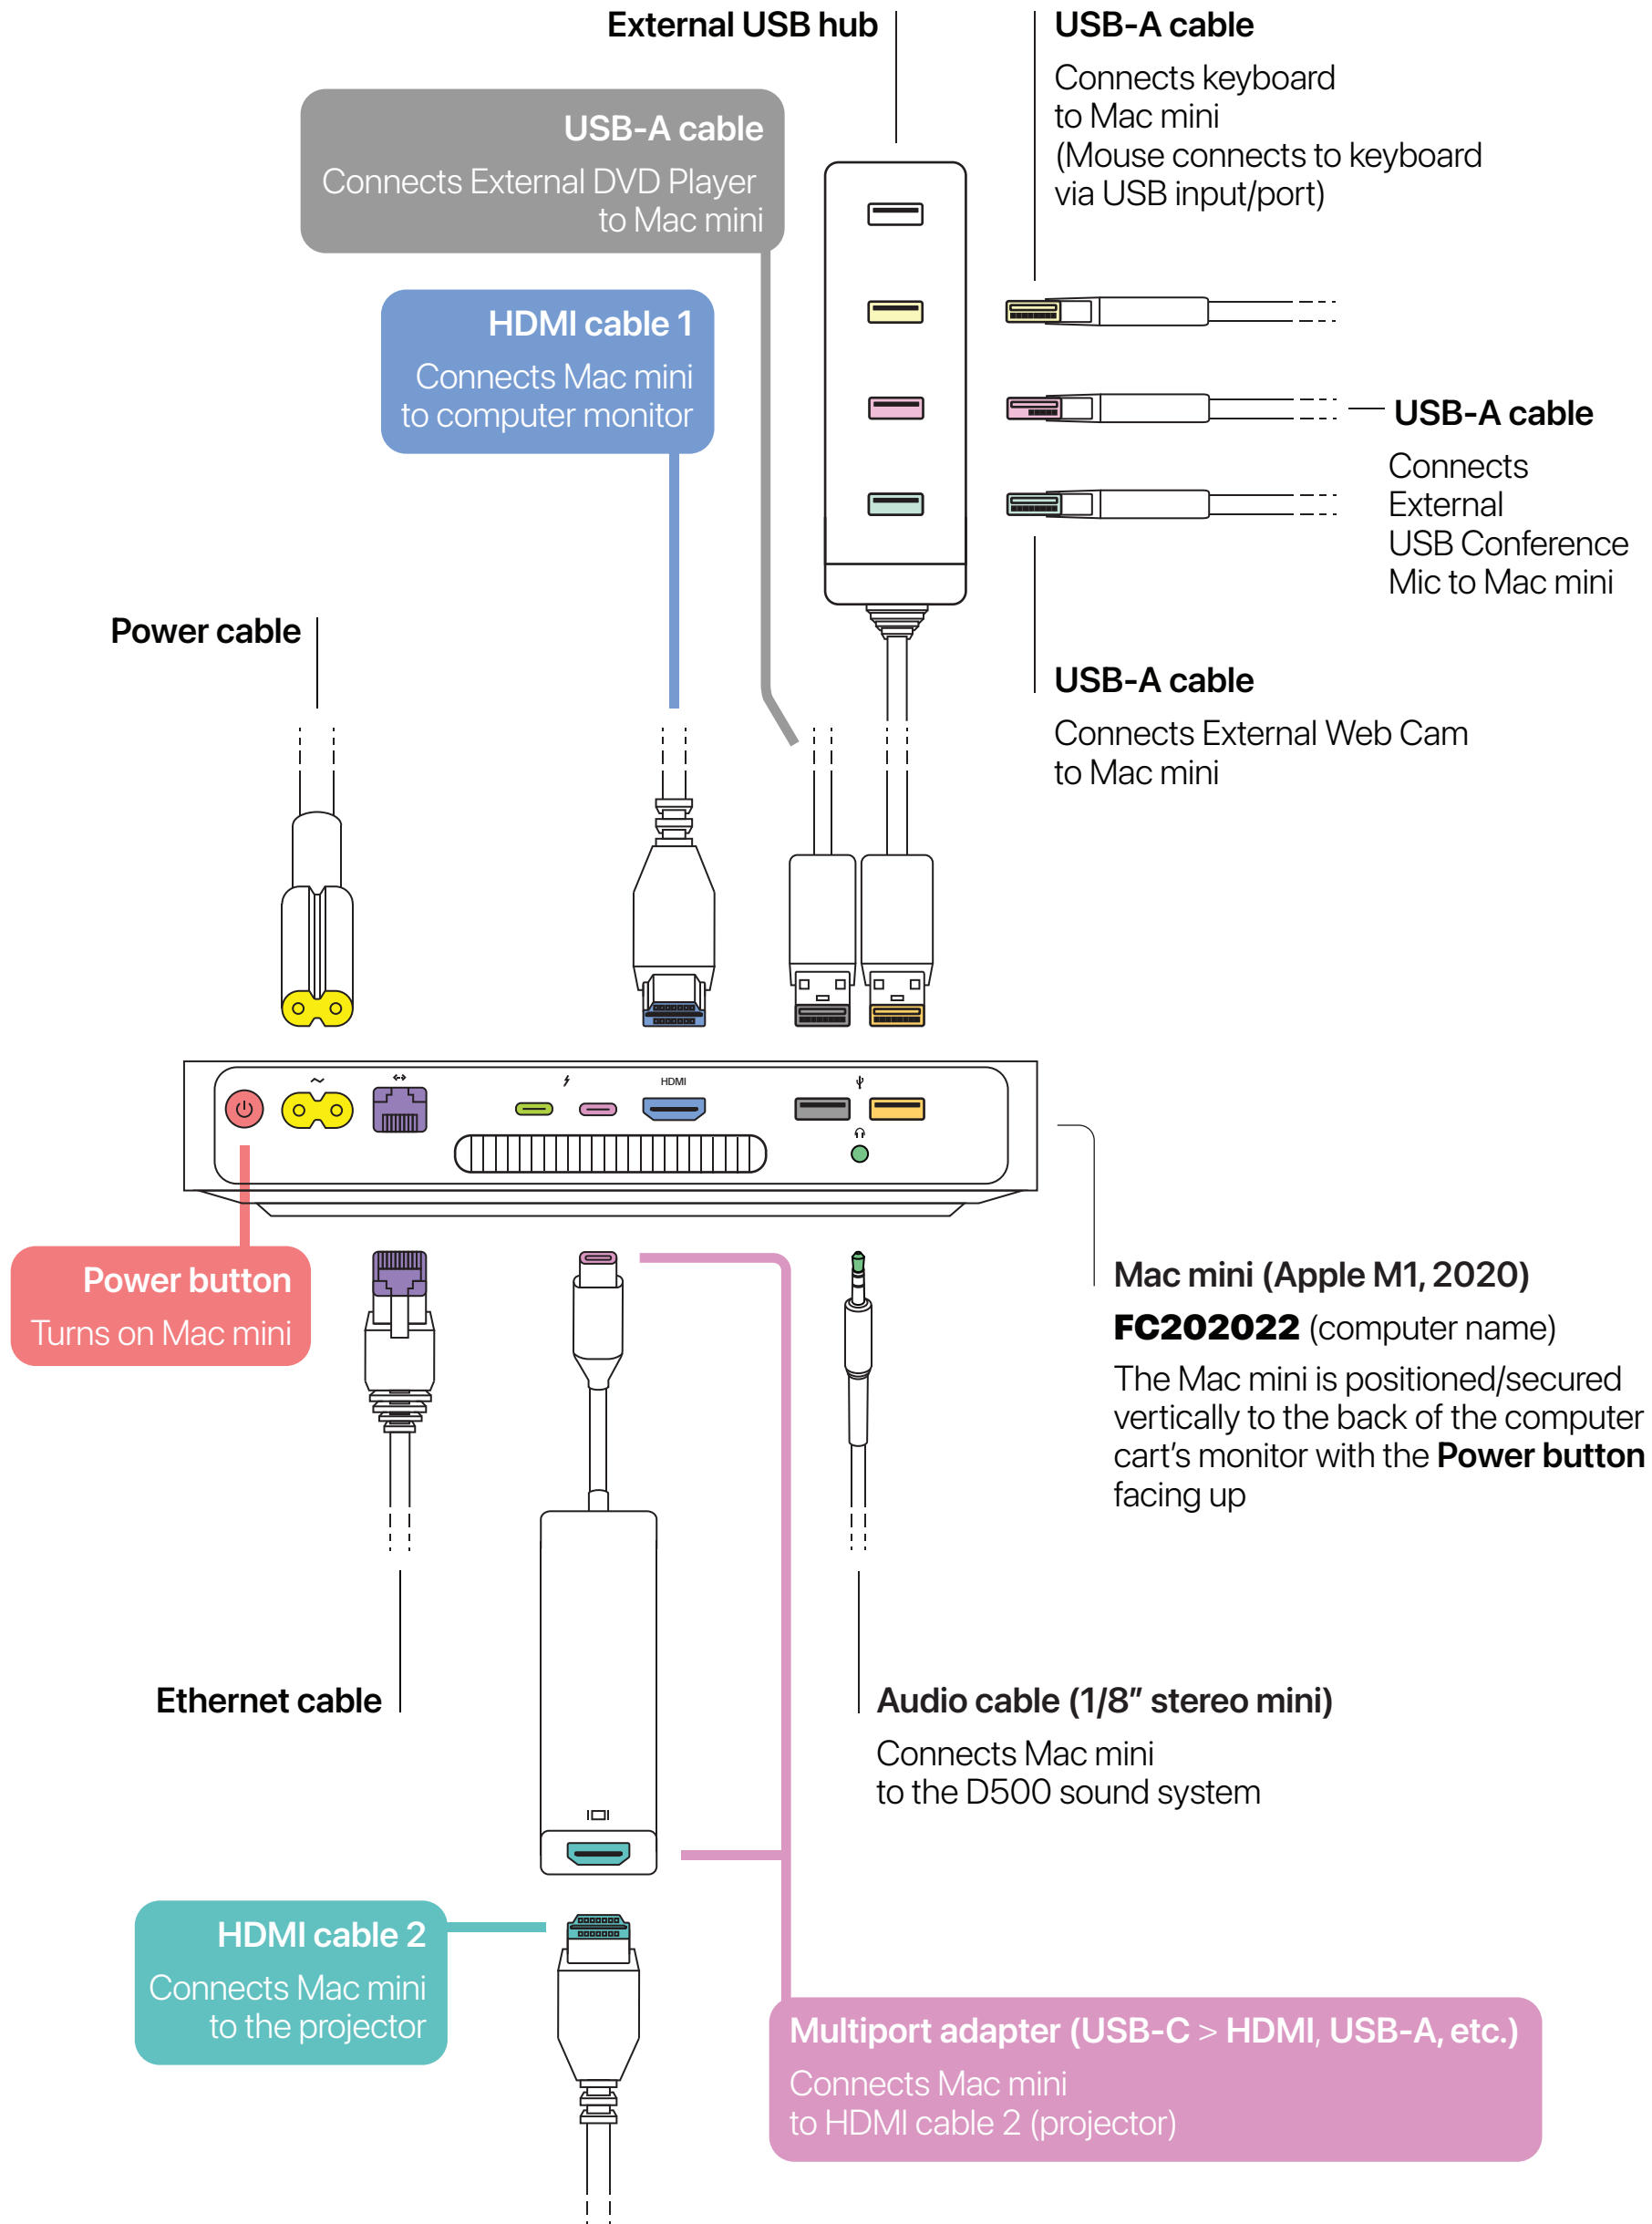 External USB hub
USB-A cable
Connects keyboard
to Mac mini
(Mouse connects to keyboard
via USB input/port)
USB-A cable
Connects External DVD Player
to Mac mini
HDMI cable 1
Connects Mac mini
to computer monitor
USB-A cable
Connects
External
USB Conference
Mic to Mac mini
Power cable
USB-A cable
Connects External Web Cam
to Mac mini
HDMI
Power button
Turns on Mac mini
Mac mini (Apple M1, 2020)
FC202022 (computer name)
The Mac mini is positioned/secured
vertically to the back of the computer
cart’s monitor with the Power button
facing up
Ethernet cable
Audio cable (1/8” stereo mini)
Connects Mac mini
to the D500 sound system
HDMI cable 2
Connects Mac mini
to the projector
Multiport adapter (USB-C > HDMI, USB-A, etc.)
Connects Mac mini
to HDMI cable 2 (projector)